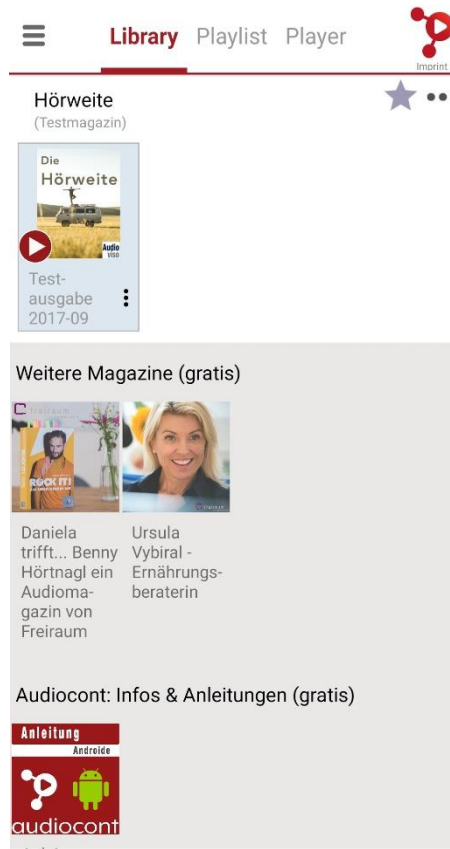 Library Playlist Player
Imprint
Hörweite
(Testmagazin)
Die
Hörweite
Audio
viso
Test-
ausgabe
2017-09
Weitere Magazine (gratis)
freiraum
ROCK IT!
Daniela
trifft... Benny
Hörtnagl ein
Audioma-
gazin von
Freiraum
Ursula
Vybiral -
Ernährungs-
beraterin
Audiocont: Infos & Anleitungen (gratis)
Anleitung
Androide
audiocont